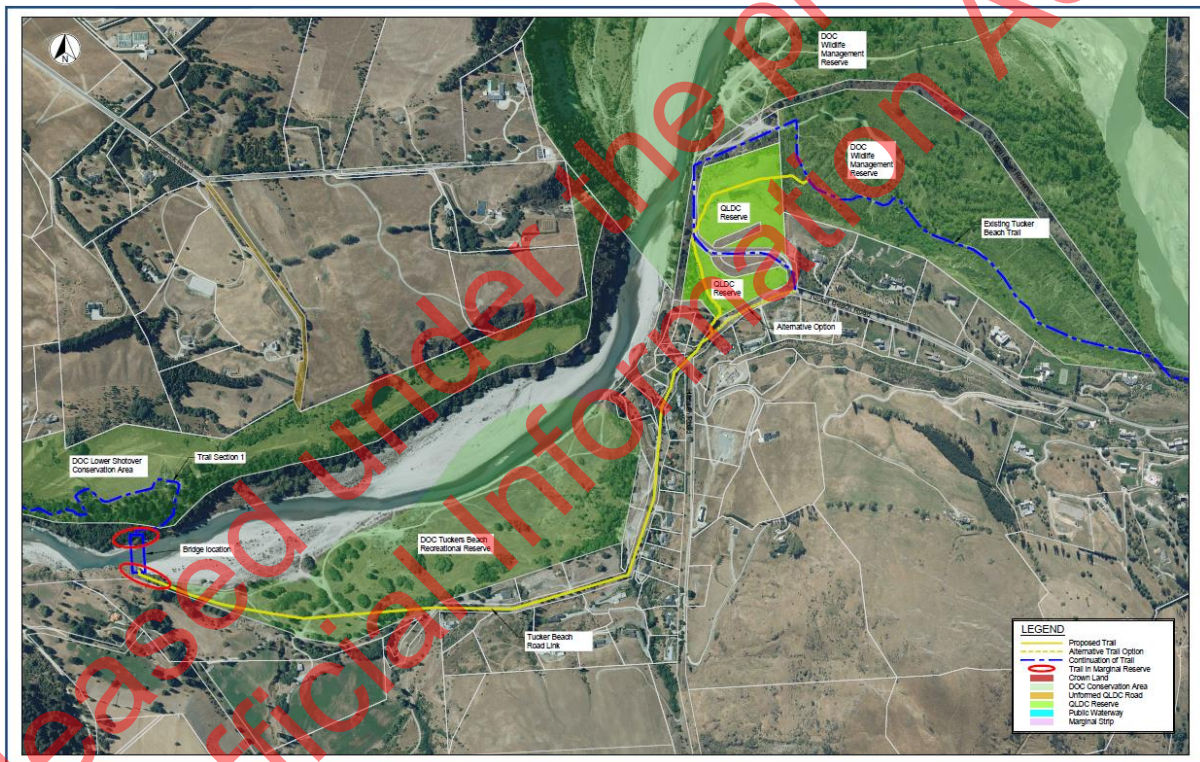 N
DOC
Wildlife
Management
Reserve
DOC
Wildlife
Management
Reserve
QLDC
Reserve
Existing Tucker
Beach Trail
QLDC
Reserve
Alternative Option
DOC Lower Shotover
Conservation Area
Trail Section 1
Bridge location
DOC Tuckers Beach
Recreational Reserve
Tucker Beach
Road Link
LEGEND
Proposed Trail
Alternative Trail Option
Continuation of Trail
Trail in Marginal Reserve
Crown Land
DOC Conservation Area
Unformed QLDC Road
QLDC Reserve
Public Waterway
Marginal Strip
eased under the p
fficial Information A